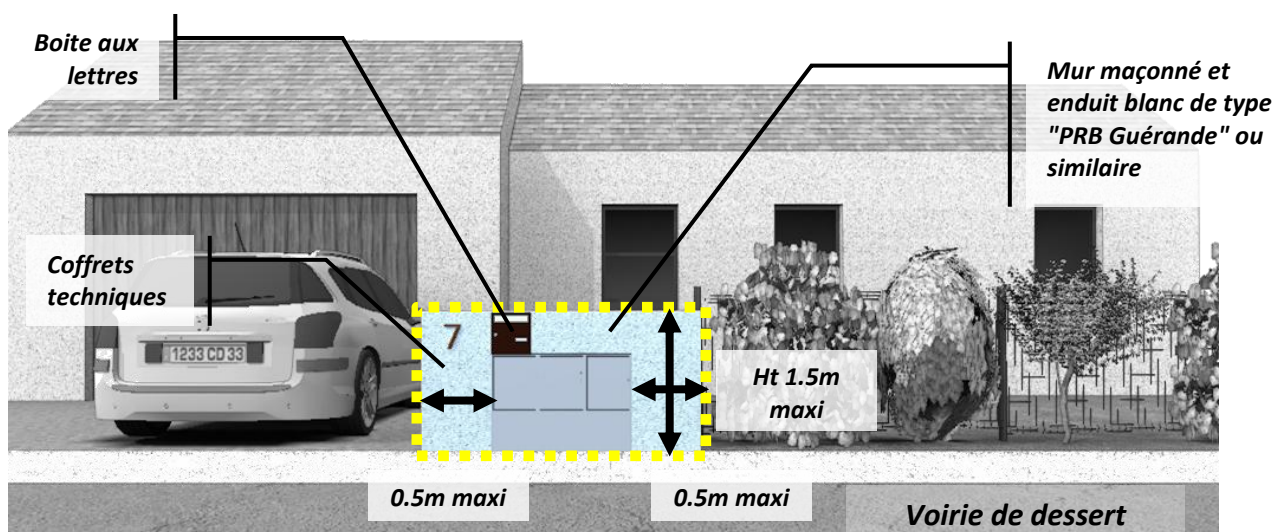 Boite aux
lettres
Mur maçonné et
enduit blanc de type
"PRB Guérande" ou
similaire
Coffrets
techniques
7
1233 CD 33
Ht 1.5m
maxi
0.5m maxi
0.5m maxi
Voirie de dessert